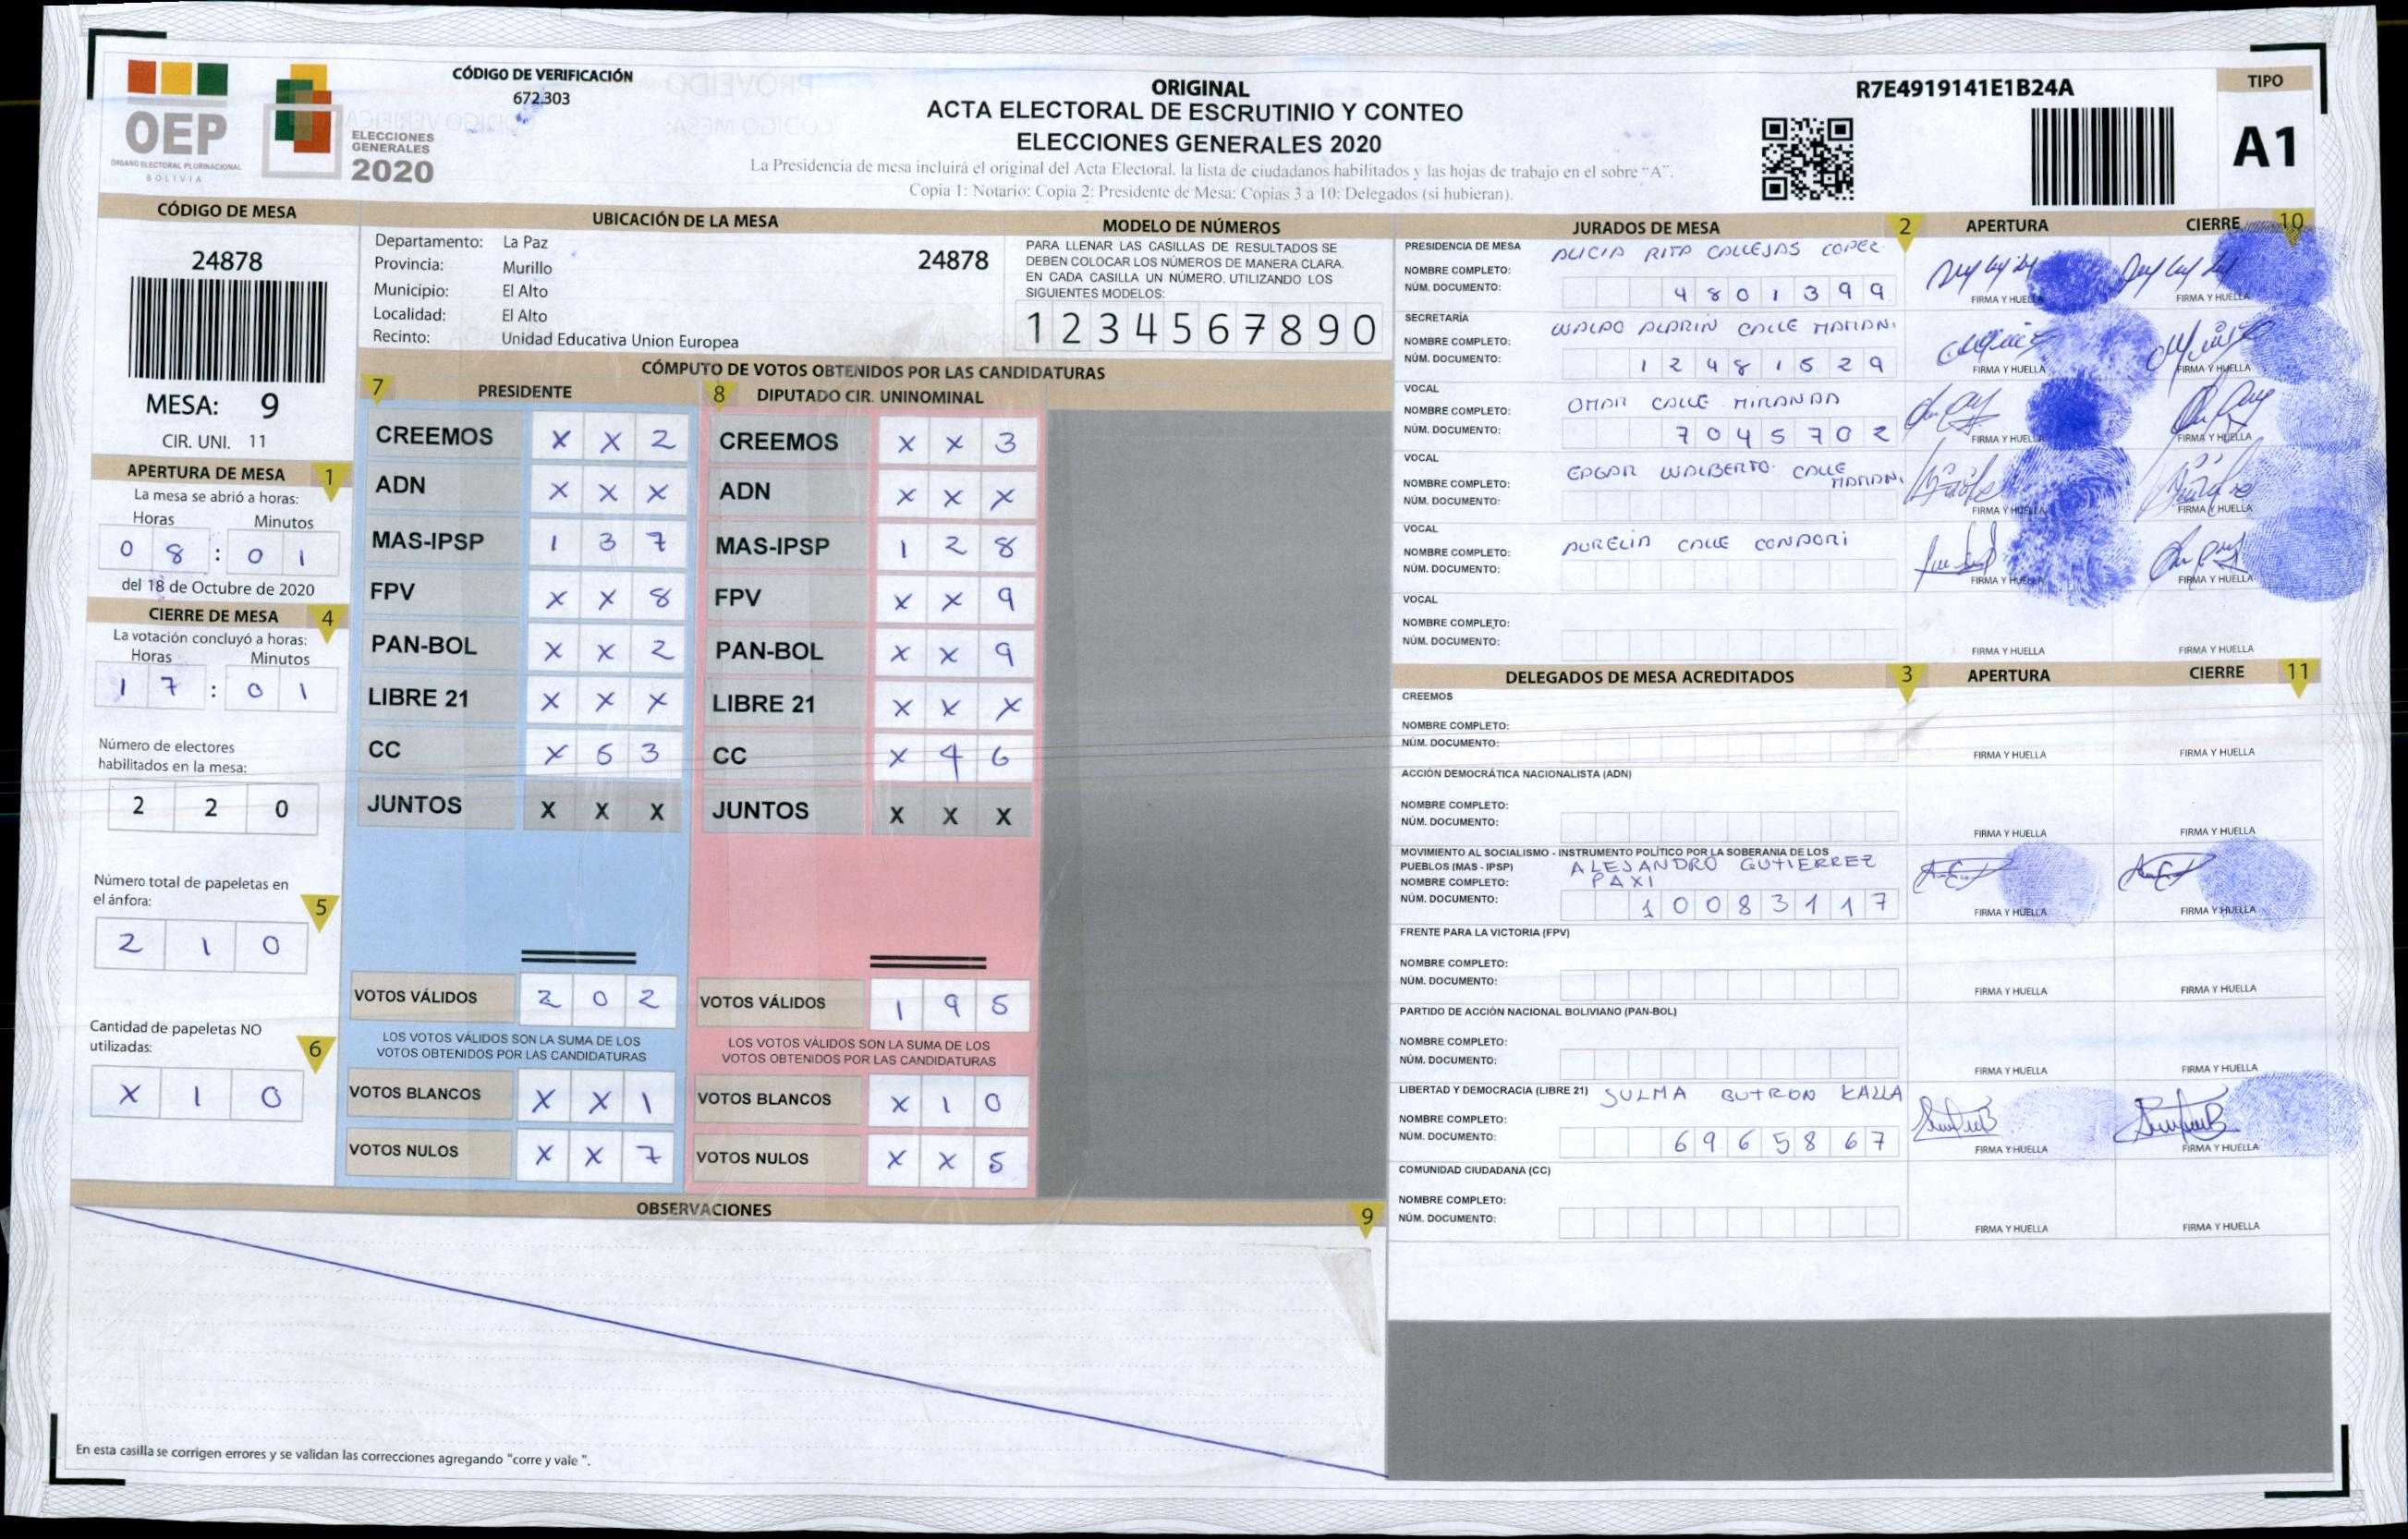 OEP
ÓRGANO ELECTORAL PLURINACIONAL
BOLIVIA
ELECCIONES
GENERALES
2020
CÓDIGO DE VERIFICACIÓN
672.303
ORIGINAL
ACTA ELECTORAL DE ESCRUTINIO Y CONTEO
ELECCIONES GENERALES 2020
La Presidencia de mesa incluirá el original del Acta Electoral, la lista de ciudadanos habilitados y las hojas de trabajo en el sobre "A".
Copia 1: Notario; Copia 2: Presidente de Mesa; Copias 3 a 10: Delegados (si hubieran).
R7E4919141E1B24A
TIPO
A1
CÓDIGO DE MESA
24878
MESA: 9
CIR. UNI. 11
APERTURA DE MESA 1
La mesa se abrió a horas:
Horas Minutos
0 8 : 0 1
del 18 de Octubre de 2020
CIERRE DE MESA 4
La votación concluyó a horas:
Horas Minutos
1 7 : 0 1
Número de electores
habilitados en la mesa:
2 2 0
Número total de papeletas en
el ánfora:
5
2 1 0
Cantidad de papeletas NO
utilizadas:
6
X 1 0
UBICACIÓN DE LA MESA
Departamento: La Paz
Provincia: Murillo
Municipio: El Alto
Localidad: El Alto
Recinto: Unidad Educativa Union Europea
24878
MODELO DE NÚMEROS
PARA LLENAR LAS CASILLAS DE RESULTADOS SE
DEBEN COLOCAR LOS NÚMEROS DE MANERA CLARA.
EN CADA CASILLA UN NÚMERO, UTILIZANDO LOS
SIGUIENTES MODELOS:
1 2 3 4 5 6 7 8 9 0
CÓMPUTO DE VOTOS OBTENIDOS POR LAS CANDIDATURAS
7 PRESIDENTE
CREEMOS X X 2
ADN X X X
MAS-IPSP 1 3 7
FPV X X 8
PAN-BOL X X 2
LIBRE 21 X X X
CC X 5 3
JUNTOS X X X
VOTOS VÁLIDOS 2 0 2
LOS VOTOS VÁLIDOS SON LA SUMA DE LOS
VOTOS OBTENIDOS POR LAS CANDIDATURAS
VOTOS BLANCOS X X 1
VOTOS NULOS X X 7
8 DIPUTADO CIR. UNINOMINAL
CREEMOS X X 3
ADN X X X
MAS-IPSP 1 2 8
FPV X X 9
PAN-BOL X X 9
LIBRE 21 X X X
CC X 4 6
JUNTOS X X X
VOTOS VÁLIDOS 1 9 5
LOS VOTOS VÁLIDOS SON LA SUMA DE LOS
VOTOS OBTENIDOS POR LAS CANDIDATURAS
VOTOS BLANCOS X 1 0
VOTOS NULOS X X 5
OBSERVACIONES 9
En esta casilla se corrigen errores y se validan las correcciones agregando "corre y vale ".
JURADOS DE MESA 2 APERTURA CIERRE 10
PRESIDENCIA DE MESA
NOMBRE COMPLETO: ALICIA RITA CALLEJAS LOPEZ
NÚM. DOCUMENTO: 4 8 0 1 3 9 9
FIRMA Y HUELLA FIRMA Y HUELLA
SECRETARÍA
NOMBRE COMPLETO: WALDO ALARIN CALLE MAMANI
NÚM. DOCUMENTO: 1 2 4 8 1 5 2 9
FIRMA Y HUELLA FIRMA Y HUELLA
VOCAL
NOMBRE COMPLETO: OMAR CALLE MIRANDA
NÚM. DOCUMENTO: 7 0 4 5 7 0 2
FIRMA Y HUELLA FIRMA Y HUELLA
VOCAL
NOMBRE COMPLETO: EDGAR WALBERTO CALLE MAMANI
NÚM. DOCUMENTO:
FIRMA Y HUELLA FIRMA Y HUELLA
VOCAL
NOMBRE COMPLETO: AURELIA CALLE CONDORI
NÚM. DOCUMENTO:
FIRMA Y HUELLA FIRMA Y HUELLA
VOCAL
NOMBRE COMPLETO:
NÚM. DOCUMENTO:
FIRMA Y HUELLA FIRMA Y HUELLA
DELEGADOS DE MESA ACREDITADOS 3 APERTURA CIERRE 11
CREEMOS
NOMBRE COMPLETO:
NÚM. DOCUMENTO:
FIRMA Y HUELLA FIRMA Y HUELLA
ACCIÓN DEMOCRÁTICA NACIONALISTA (ADN)
NOMBRE COMPLETO:
NÚM. DOCUMENTO:
FIRMA Y HUELLA FIRMA Y HUELLA
MOVIMIENTO AL SOCIALISMO - INSTRUMENTO POLÍTICO POR LA SOBERANIA DE LOS
PUEBLOS (MAS - IPSP) ALEJANDRO GUTIERREZ
NOMBRE COMPLETO: PAXI
NÚM. DOCUMENTO: 1 0 0 8 3 1 1 7
FIRMA Y HUELLA FIRMA Y HUELLA
FRENTE PARA LA VICTORIA (FPV)
NOMBRE COMPLETO:
NÚM. DOCUMENTO:
FIRMA Y HUELLA FIRMA Y HUELLA
PARTIDO DE ACCIÓN NACIONAL BOLIVIANO (PAN-BOL)
NOMBRE COMPLETO:
NÚM. DOCUMENTO:
FIRMA Y HUELLA FIRMA Y HUELLA
LIBERTAD Y DEMOCRACIA (LIBRE 21) SULMA BUTRON KALLA
NOMBRE COMPLETO:
NÚM. DOCUMENTO: 6 9 6 5 8 6 7
FIRMA Y HUELLA FIRMA Y HUELLA
COMUNIDAD CIUDADANA (CC)
NOMBRE COMPLETO:
NÚM. DOCUMENTO:
FIRMA Y HUELLA FIRMA Y HUELLA